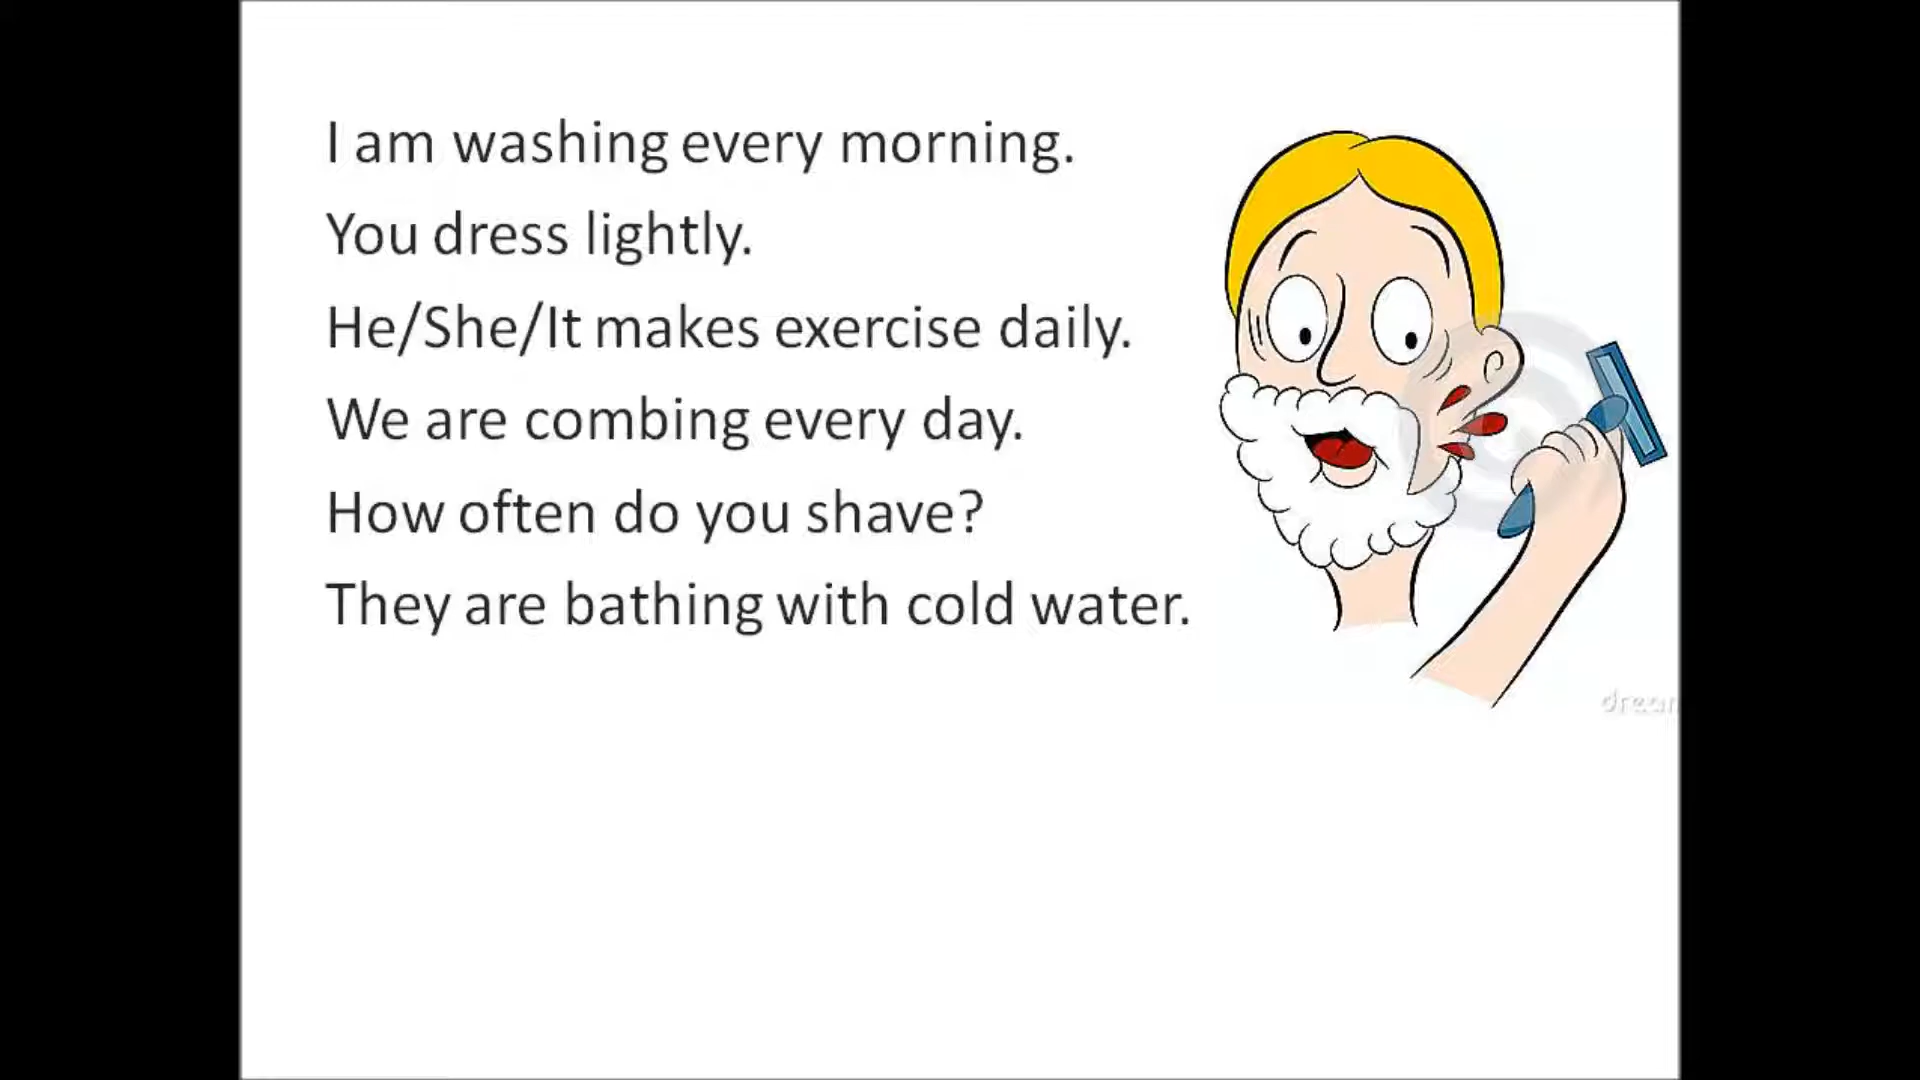 I am washing every morning.
You dress lightly.
He/She/It makes exercise daily.
We are combing every day.
How often do you shave?
They are bathing with cold water.
dream